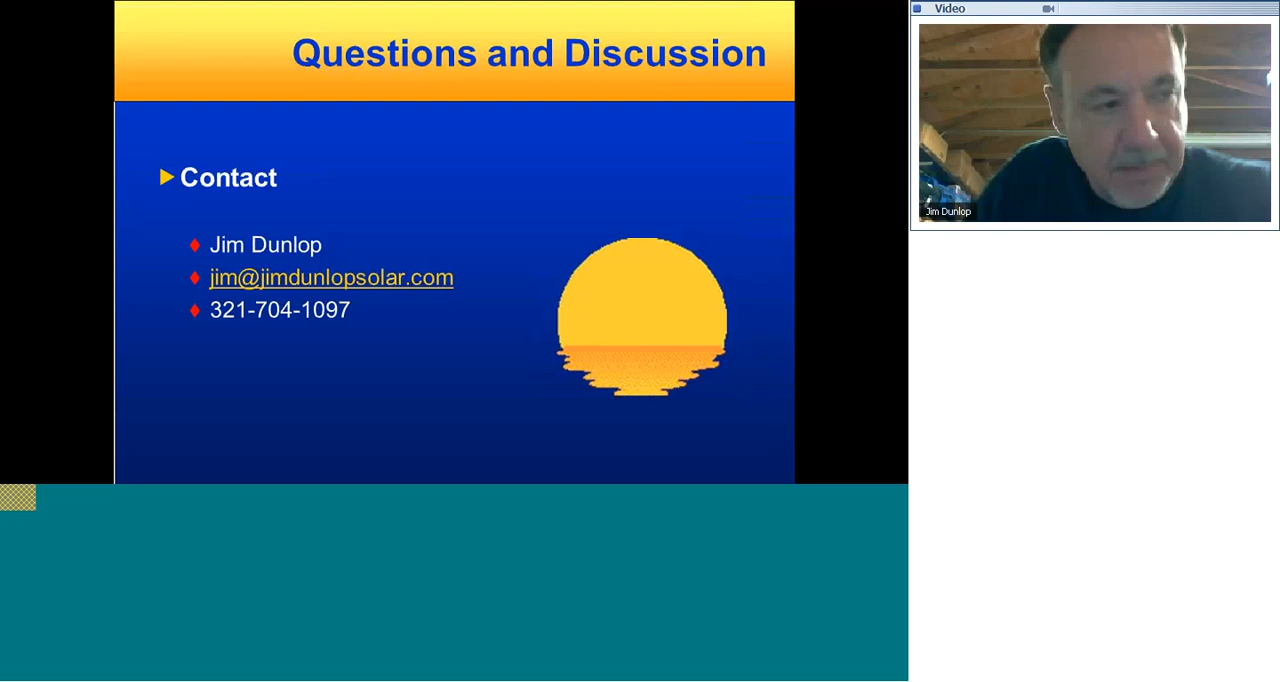 Questions and Discussion
Contact
Jim Dunlop
jim@jimdunlopsolar.com
321-704-1097
Video
Jim Dunlop